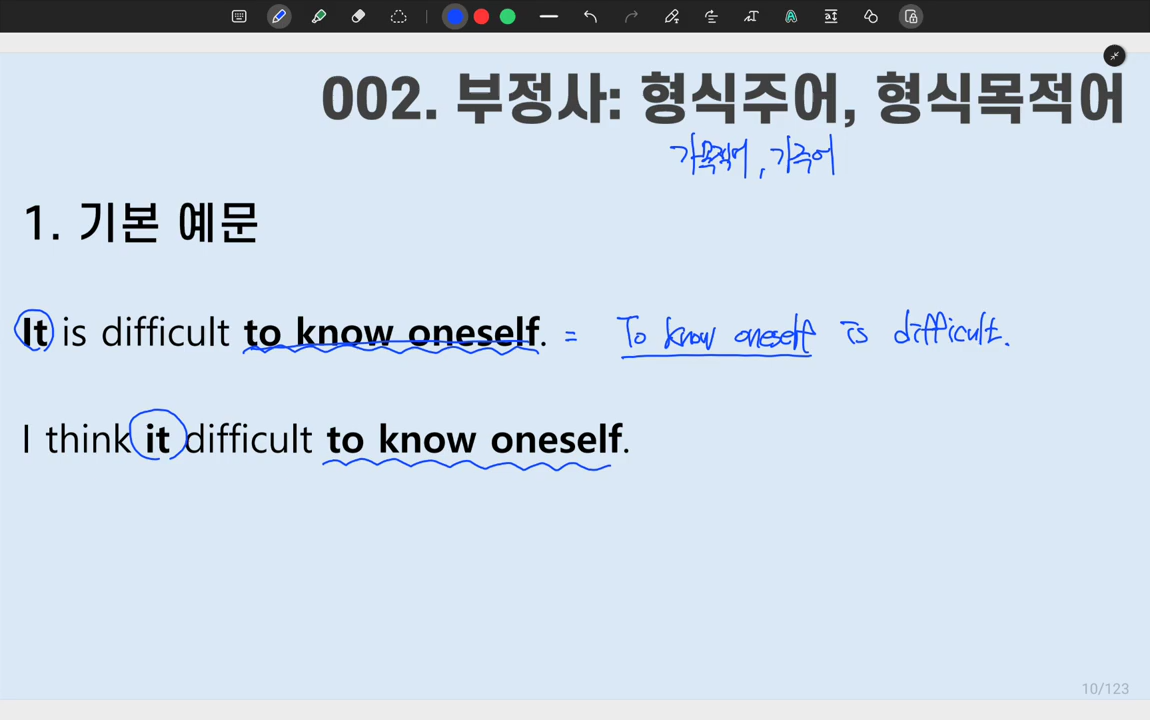 002. 부정사: 형식주어, 형식목적어
가목적어, 가주어
1. 기본 예문
It is difficult to know oneself. = To know oneself is difficult.
I think it difficult to know oneself.
10/123